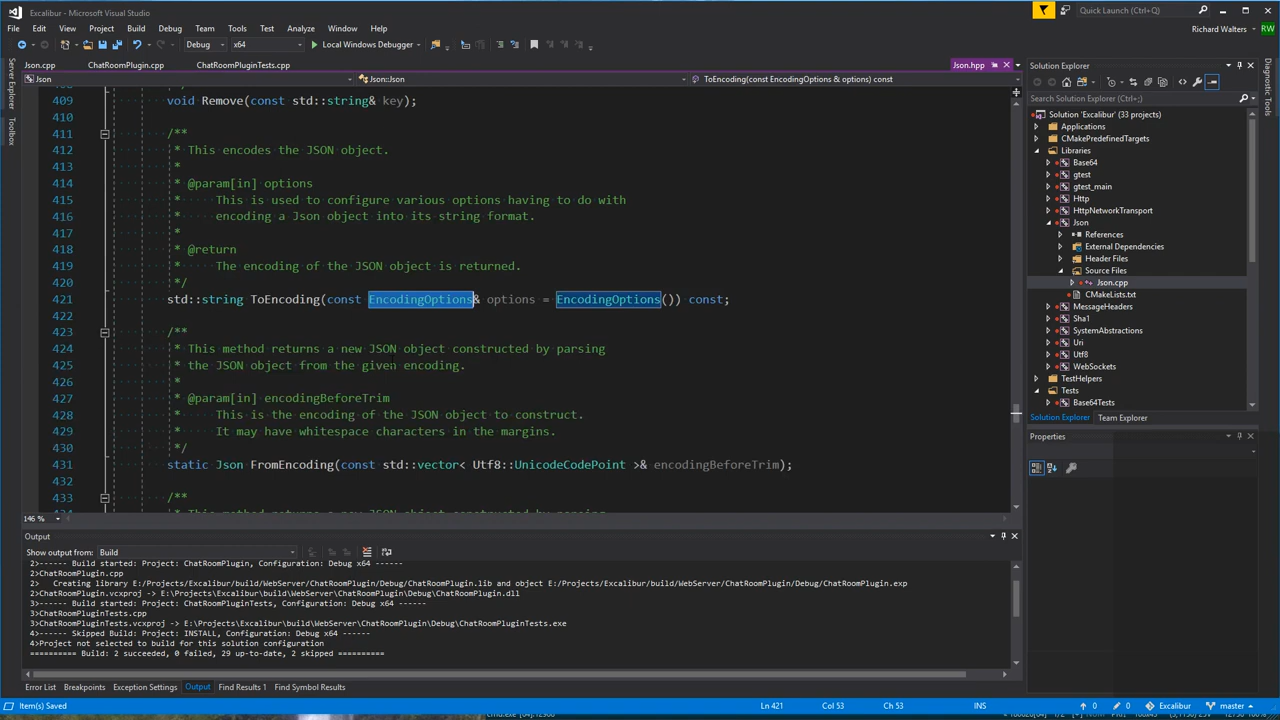 Excalibur - Microsoft Visual Studio
Quick Launch (Ctrl+Q)
File Edit View Project Build Debug Team Tools Test Analyze Window Help
Richard Walters RW
Debug x64 Local Windows Debugger
Json.cpp ChatRoomPlugin.cpp ChatRoomPluginTests.cpp Json.hpp
Json Json::Json ToEncoding(const EncodingOptions & options) const
Server Explorer
Toolbox
409 void Remove(const std::string& key);
410
411 /**
412 * This encodes the JSON object.
413 *
414 * @param[in] options
415 * This is used to configure various options having to do with
416 * encoding a Json object into its string format.
417 *
418 * @return
419 * The encoding of the JSON object is returned.
420 */
421 std::string ToEncoding(const EncodingOptions& options = EncodingOptions()) const;
422
423 /**
424 * This method returns a new JSON object constructed by parsing
425 * the JSON object from the given encoding.
426 *
427 * @param[in] encodingBeforeTrim
428 * This is the encoding of the JSON object to construct.
429 * It may have whitespace characters in the margins.
430 */
431 static Json FromEncoding(const std::vector< Utf8::UnicodeCodePoint >& encodingBeforeTrim);
432
433 /**
146 %
Solution Explorer
Search Solution Explorer (Ctrl+;)
Solution 'Excalibur' (33 projects)
Applications
CMakePredefinedTargets
Libraries
Base64
gtest
gtest_main
Http
HttpNetworkTransport
Json
References
External Dependencies
Header Files
Source Files
Json.cpp
CMakeLists.txt
MessageHeaders
Sha1
SystemAbstractions
Uri
Utf8
WebSockets
TestHelpers
Tests
Base64Tests
Solution Explorer Team Explorer
Properties
Diagnostic Tools
Output
Show output from: Build
2>------ Build started: Project: ChatRoomPlugin, Configuration: Debug x64 ------
2>ChatRoomPlugin.cpp
2> Creating library E:/Projects/Excalibur/build/WebServer/ChatRoomPlugin/Debug/ChatRoomPlugin.lib and object E:/Projects/Excalibur/build/WebServer/ChatRoomPlugin/Debug/ChatRoomPlugin.exp
2>ChatRoomPlugin.vcxproj -> E:\Projects\Excalibur\build\WebServer\ChatRoomPlugin\Debug\ChatRoomPlugin.dll
3>------ Build started: Project: ChatRoomPluginTests, Configuration: Debug x64 ------
3>ChatRoomPluginTests.cpp
3>ChatRoomPluginTests.vcxproj -> E:\Projects\Excalibur\build\WebServer\ChatRoomPlugin\Debug\ChatRoomPluginTests.exe
4>------ Skipped Build: Project: INSTALL, Configuration: Debug x64 ------
4>Project not selected to build for this solution configuration
========== Build: 2 succeeded, 0 failed, 29 up-to-date, 2 skipped ==========
Error List Breakpoints Exception Settings Output Find Results 1 Find Symbol Results
Item(s) Saved Ln 421 Col 53 Ch 53 INS 0 0 Excalibur master